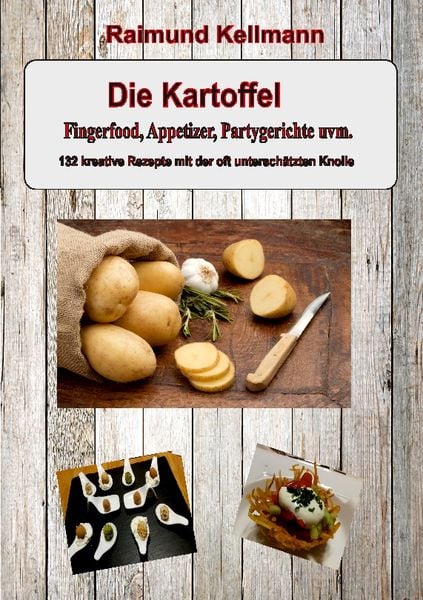 Raimund Kellmann
Die Kartoffel
Fingerfood, Appetizer, Partygerichte uvm.
132 kreative Rezepte mit der oft unterschätzten Knolle